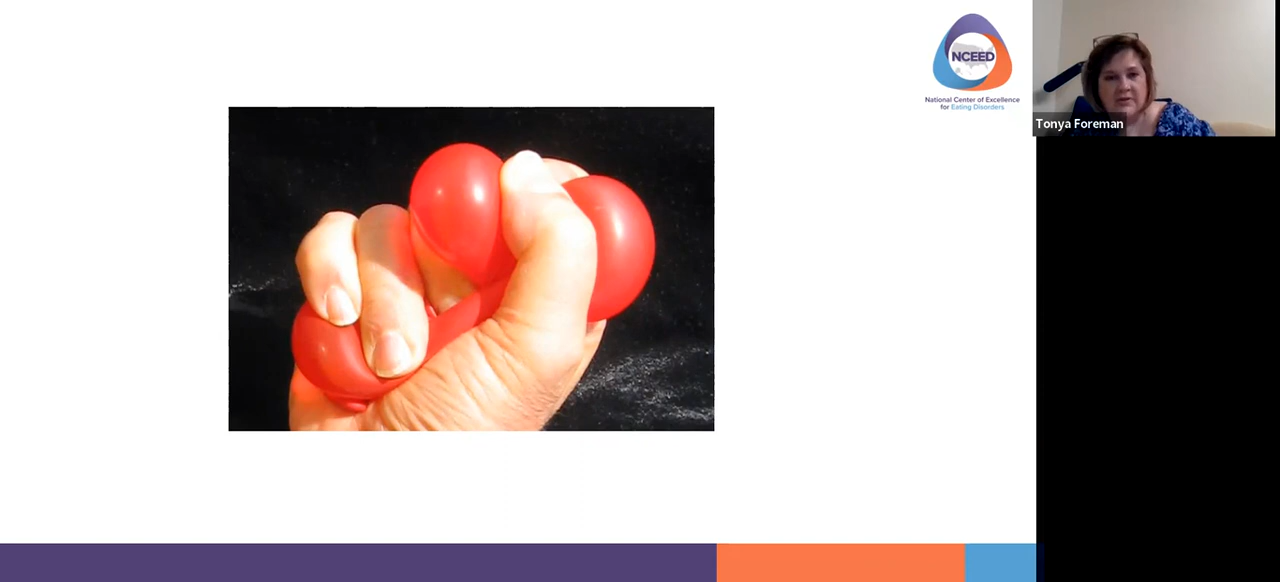 NCEED
National Center of Excellence
for Eating Disorders
Tonya Foreman